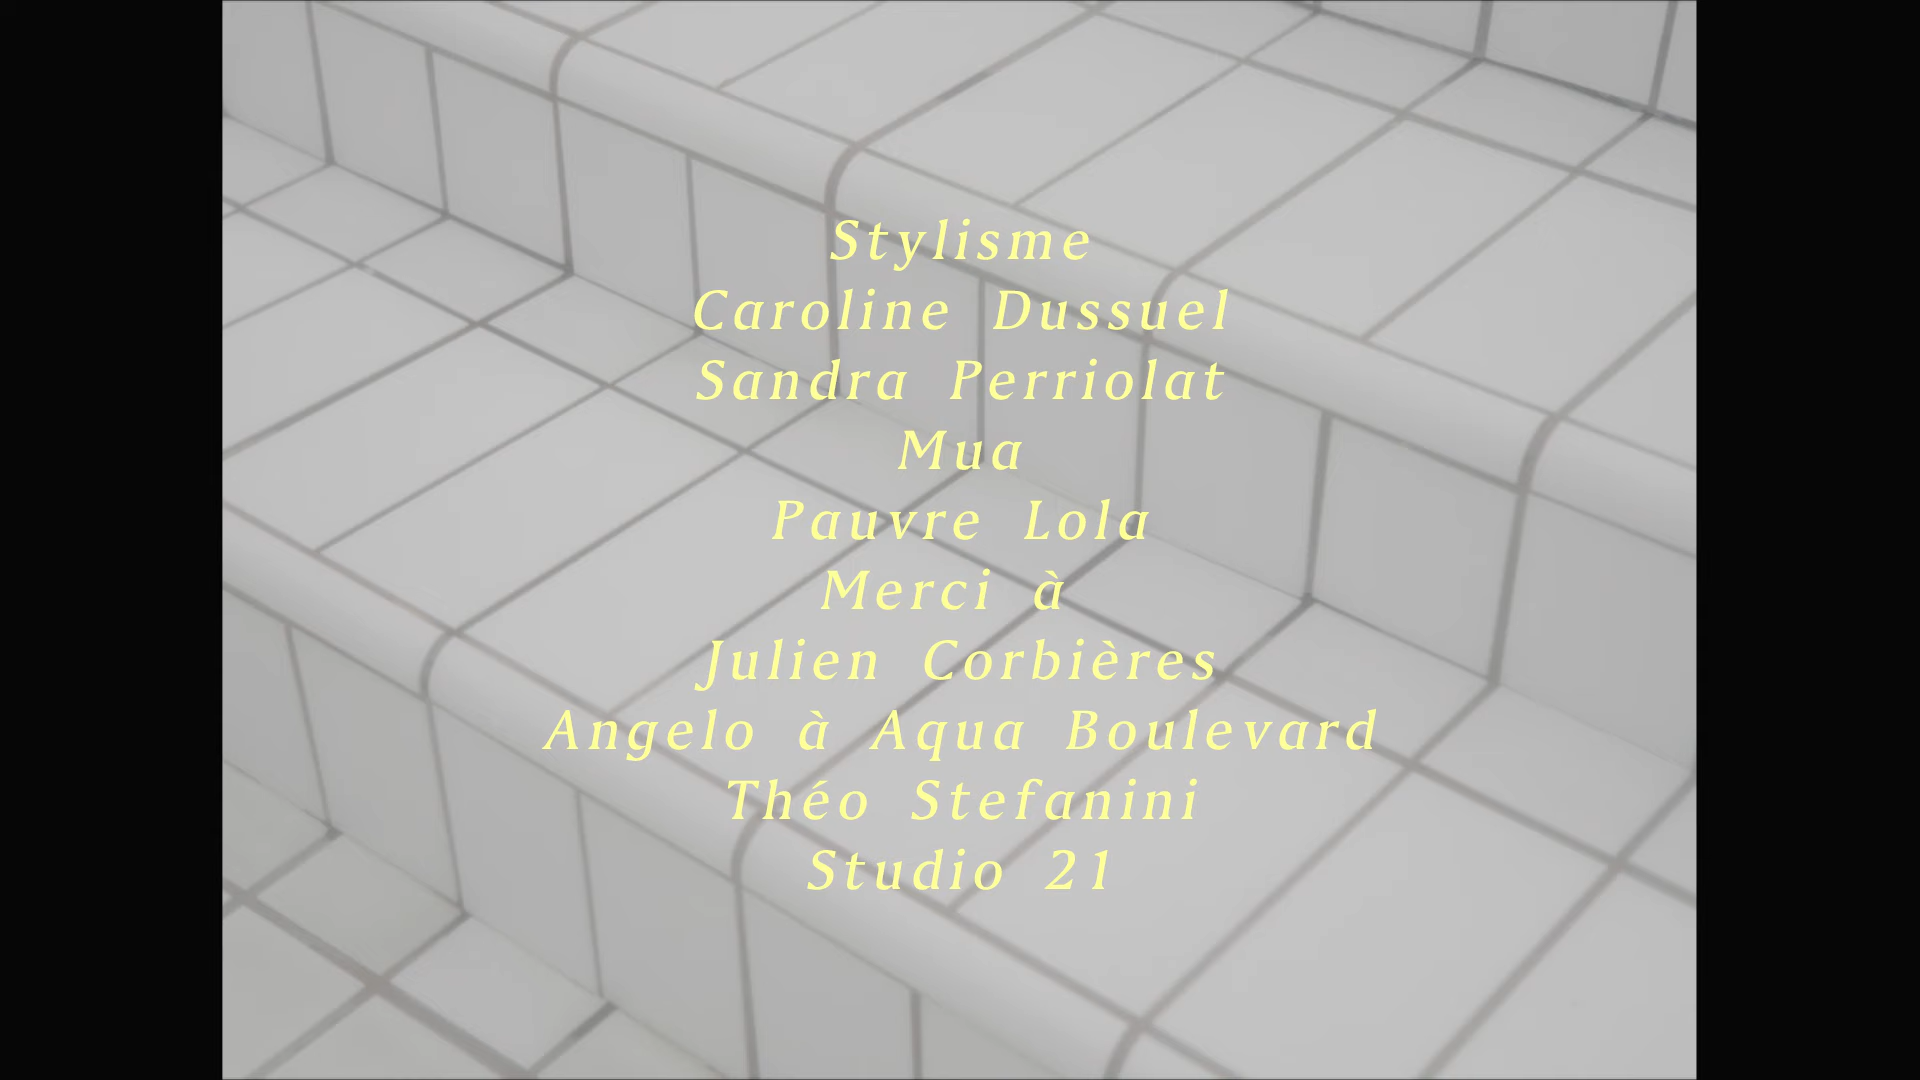 Stylisme
Caroline Dussuel
Sandra Perriolat
Mua
Pauvre Lola
Merci à
Julien Corbières
Angelo à Aqua Boulevard
Théo Stefanini
Studio 21